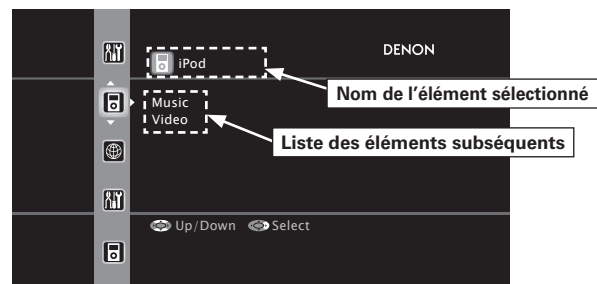 iPod
DENON
Nom de l'élément sélectionné
Music
Video
Liste des éléments subséquents
Up/Down Select